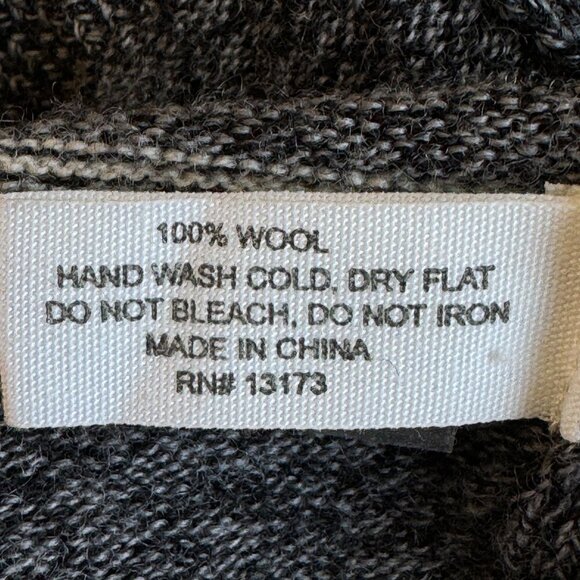 100% WOOL
HAND WASH COLD, DRY FLAT
DO NOT BLEACH, DO NOT IRON
MADE IN CHINA
RN# 13173